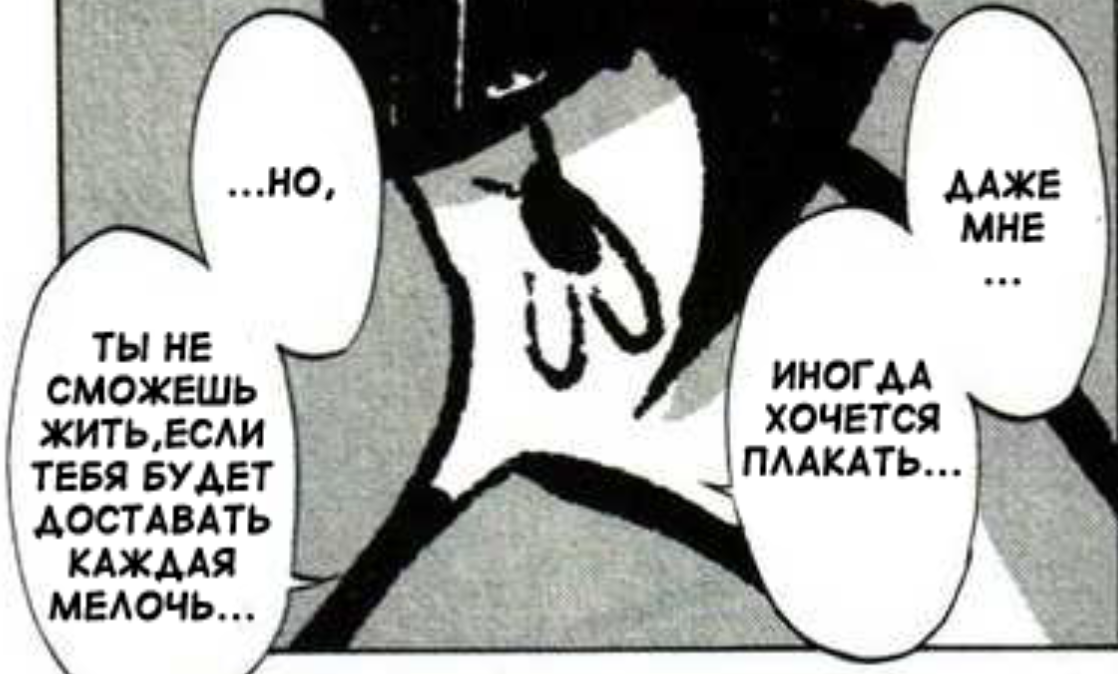 ДАЖЕ
МНЕ
...
ИНОГДА
ХОЧЕТСЯ
ПЛАКАТЬ...
...НО,
ТЫ НЕ
СМОЖЕШЬ
ЖИТЬ,ЕСЛИ
ТЕБЯ БУДЕТ
ДОСТАВАТЬ
КАЖДАЯ
МЕЛОЧЬ...